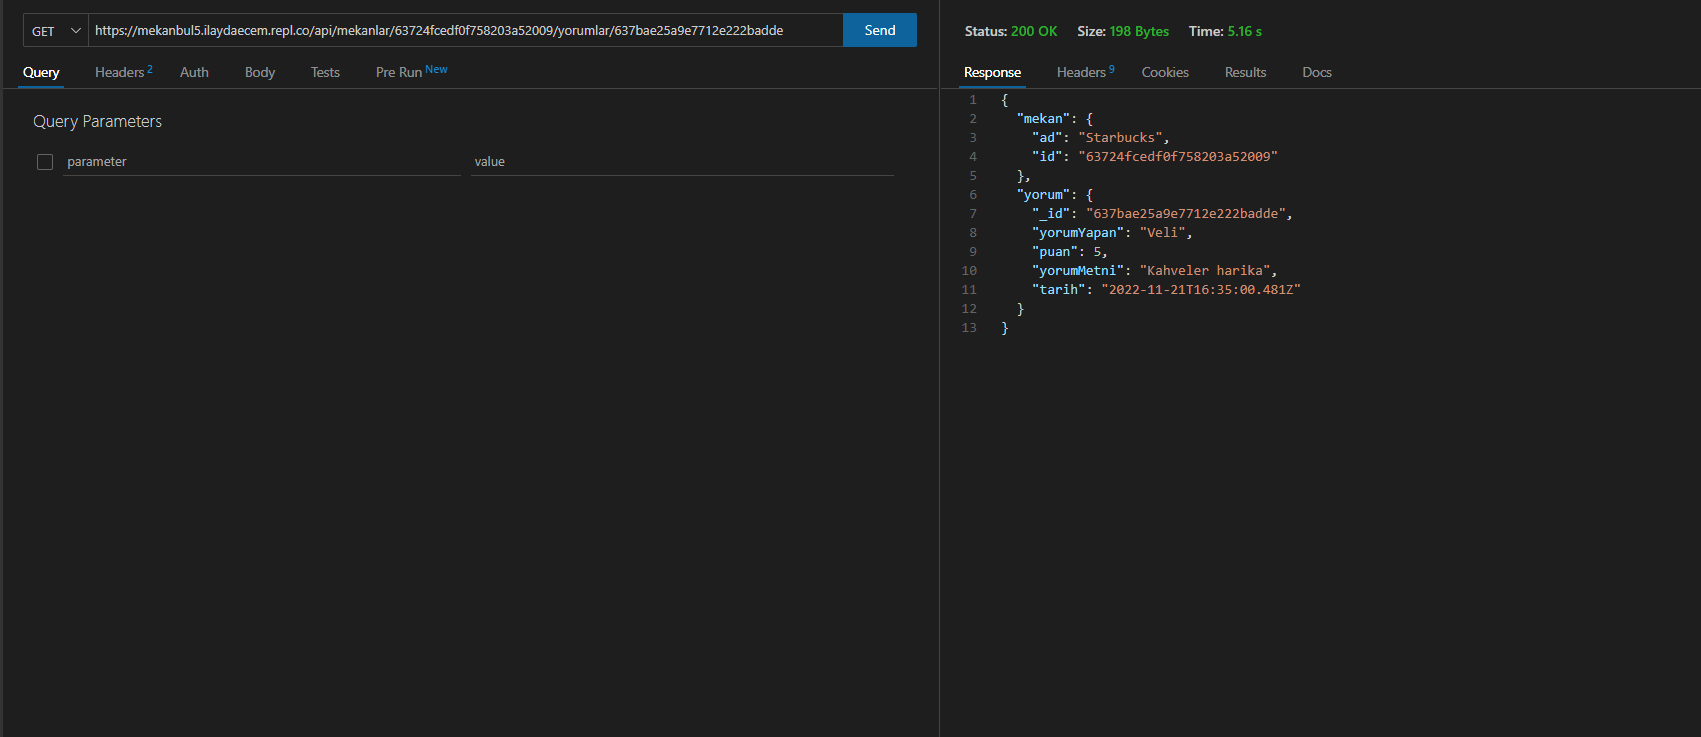 GET https://mekanbul5.ilaydaecem.repl.co/api/mekanlar/63724fcedf0f758203a52009/yorumlar/637bae25a9e7712e222badde Send
Query Headers 2 Auth Body Tests Pre Run New
Query Parameters
parameter value
Status: 200 OK Size: 198 Bytes Time: 5.16 s
Response Headers 9 Cookies Results Docs
1 {
2 "mekan": {
3 "ad": "Starbucks",
4 "id": "63724fcedf0f758203a52009"
5 },
6 "yorum": {
7 "_id": "637bae25a9e7712e222badde",
8 "yorumYapan": "Veli",
9 "puan": 5,
10 "yorumMetni": "Kahveler harika",
11 "tarih": "2022-11-21T16:35:00.481Z"
12 }
13 }